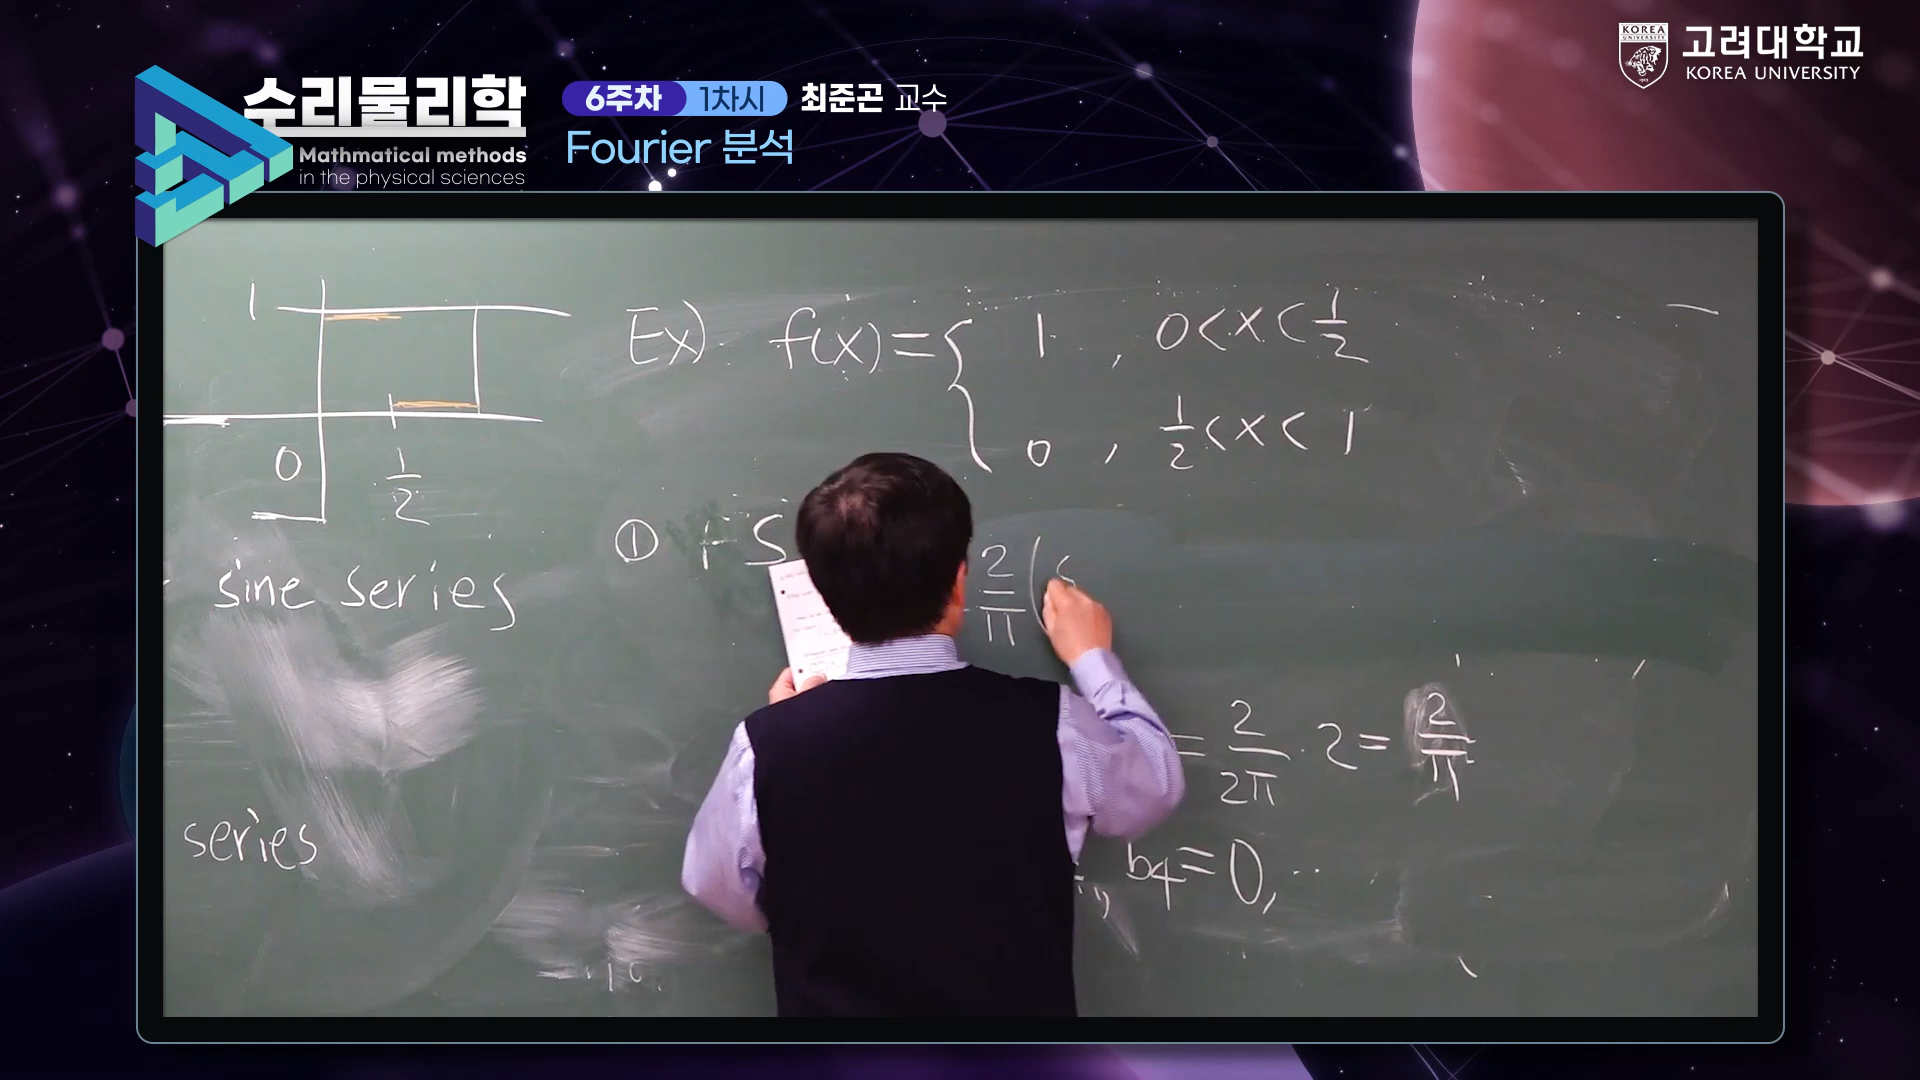 수리물리학
Mathmatical methods
in the physical sciences
6주차 1차시 최준곤 교수
Fourier 분석
KOREA UNIVERSITY
고려대학교
KOREA UNIVERSITY
1
0
1/2
sine series
series
Ex) f(x)= { 1 , 0<x<1/2
0 , 1/2<x<1
① FS
2/π (s
= 2/2π · 2 = 2/π
b4=0, ...